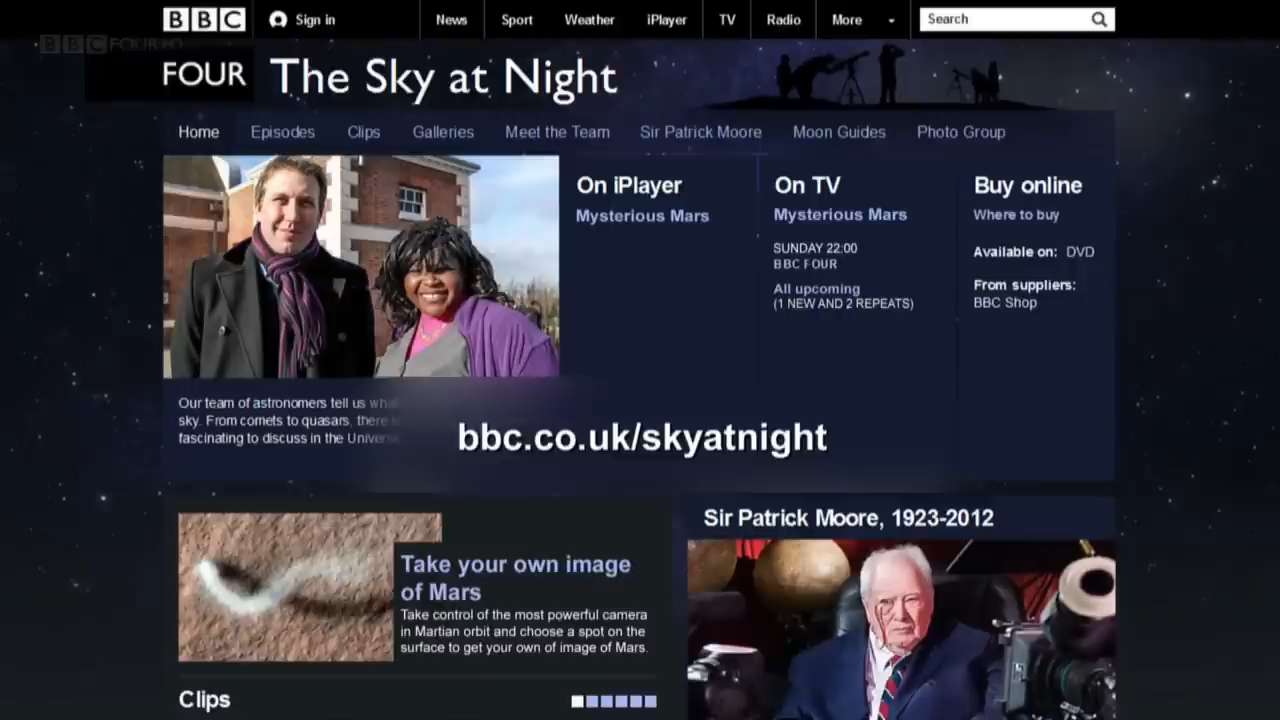 BBC
Sign in
News
Sport
Weather
iPlayer
TV
Radio
More
Search
BBC FOUR HD
FOUR
The Sky at Night
Home
Episodes
Clips
Galleries
Meet the Team
Sir Patrick Moore
Moon Guides
Photo Group
On iPlayer
Mysterious Mars
On TV
Mysterious Mars
SUNDAY 22:00
BBC FOUR
All upcoming
(1 NEW AND 2 REPEATS)
Buy online
Where to buy
Available on: DVD
From suppliers:
BBC Shop
Our team of astronomers tell us
sky. From comets to quasars, there
fascinating to discuss in the
bbc.co.uk/skyatnight
Take your own image
of Mars
Take control of the most powerful camera
in Martian orbit and choose a spot on the
surface to get your own of image of Mars.
Clips
Sir Patrick Moore, 1923-2012